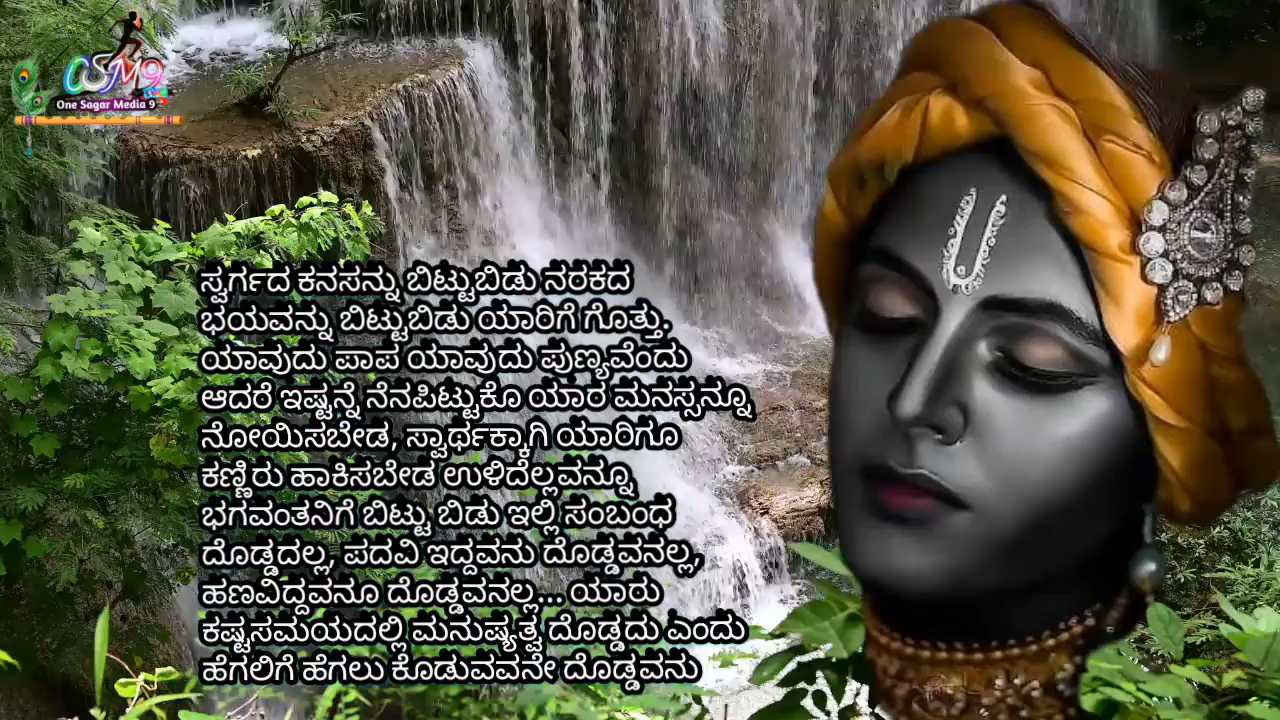 OSM9
One Sagar Media 9
ಸ್ವರ್ಗದ ಕನಸನ್ನು ಬಿಟ್ಟುಬಿಡು ನರಕದ
ಭಯವನ್ನು ಬಿಟ್ಟುಬಿಡು ಯಾರಿಗೆ ಗೊತ್ತು.
ಯಾವುದು ಪಾಪ ಯಾವುದು ಪುಣ್ಯವೆಂದು
ಆದರೆ ಇಷ್ಟನ್ನೆ ನೆನಪಿಟ್ಟುಕೊ ಯಾರ ಮನಸ್ಸನ್ನೂ
ನೋಯಿಸಬೇಡ, ಸ್ವಾರ್ಥಕ್ಕಾಗಿ ಯಾರಿಗೂ
ಕಣ್ಣಿರು ಹಾಕಿಸಬೇಡ ಉಳಿದೆಲ್ಲವನ್ನೂ
ಭಗವಂತನಿಗೆ ಬಿಟ್ಟು ಬಿಡು ಇಲ್ಲಿ ಸಂಬಂಧ
ದೊಡ್ಡದಲ್ಲ, ಪದವಿ ಇದ್ದವನು ದೊಡ್ಡವನಲ್ಲ,
ಹಣವಿದ್ದವನೂ ದೊಡ್ಡವನಲ್ಲ... ಯಾರು
ಕಷ್ಟಸಮಯದಲ್ಲಿ ಮನುಷ್ಯತ್ವ ದೊಡ್ಡದು ಎಂದು
ಹೆಗಲಿಗೆ ಹೆಗಲು ಕೊಡುವವನೇ ದೊಡ್ಡವನು